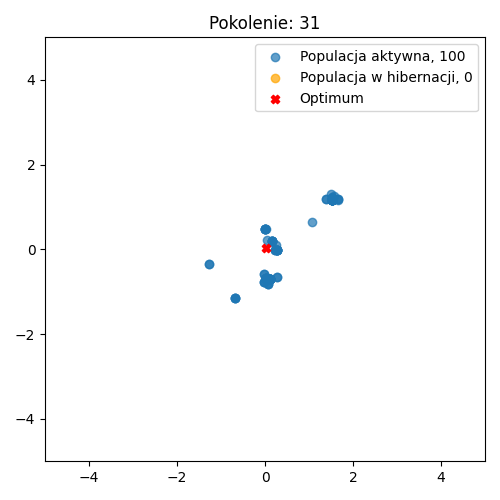 Pokolenie: 31
Populacja aktywna, 100
Populacja w hibernacji, 0
Optimum
4
2
0
−2
−4
−4 −2 0 2 4